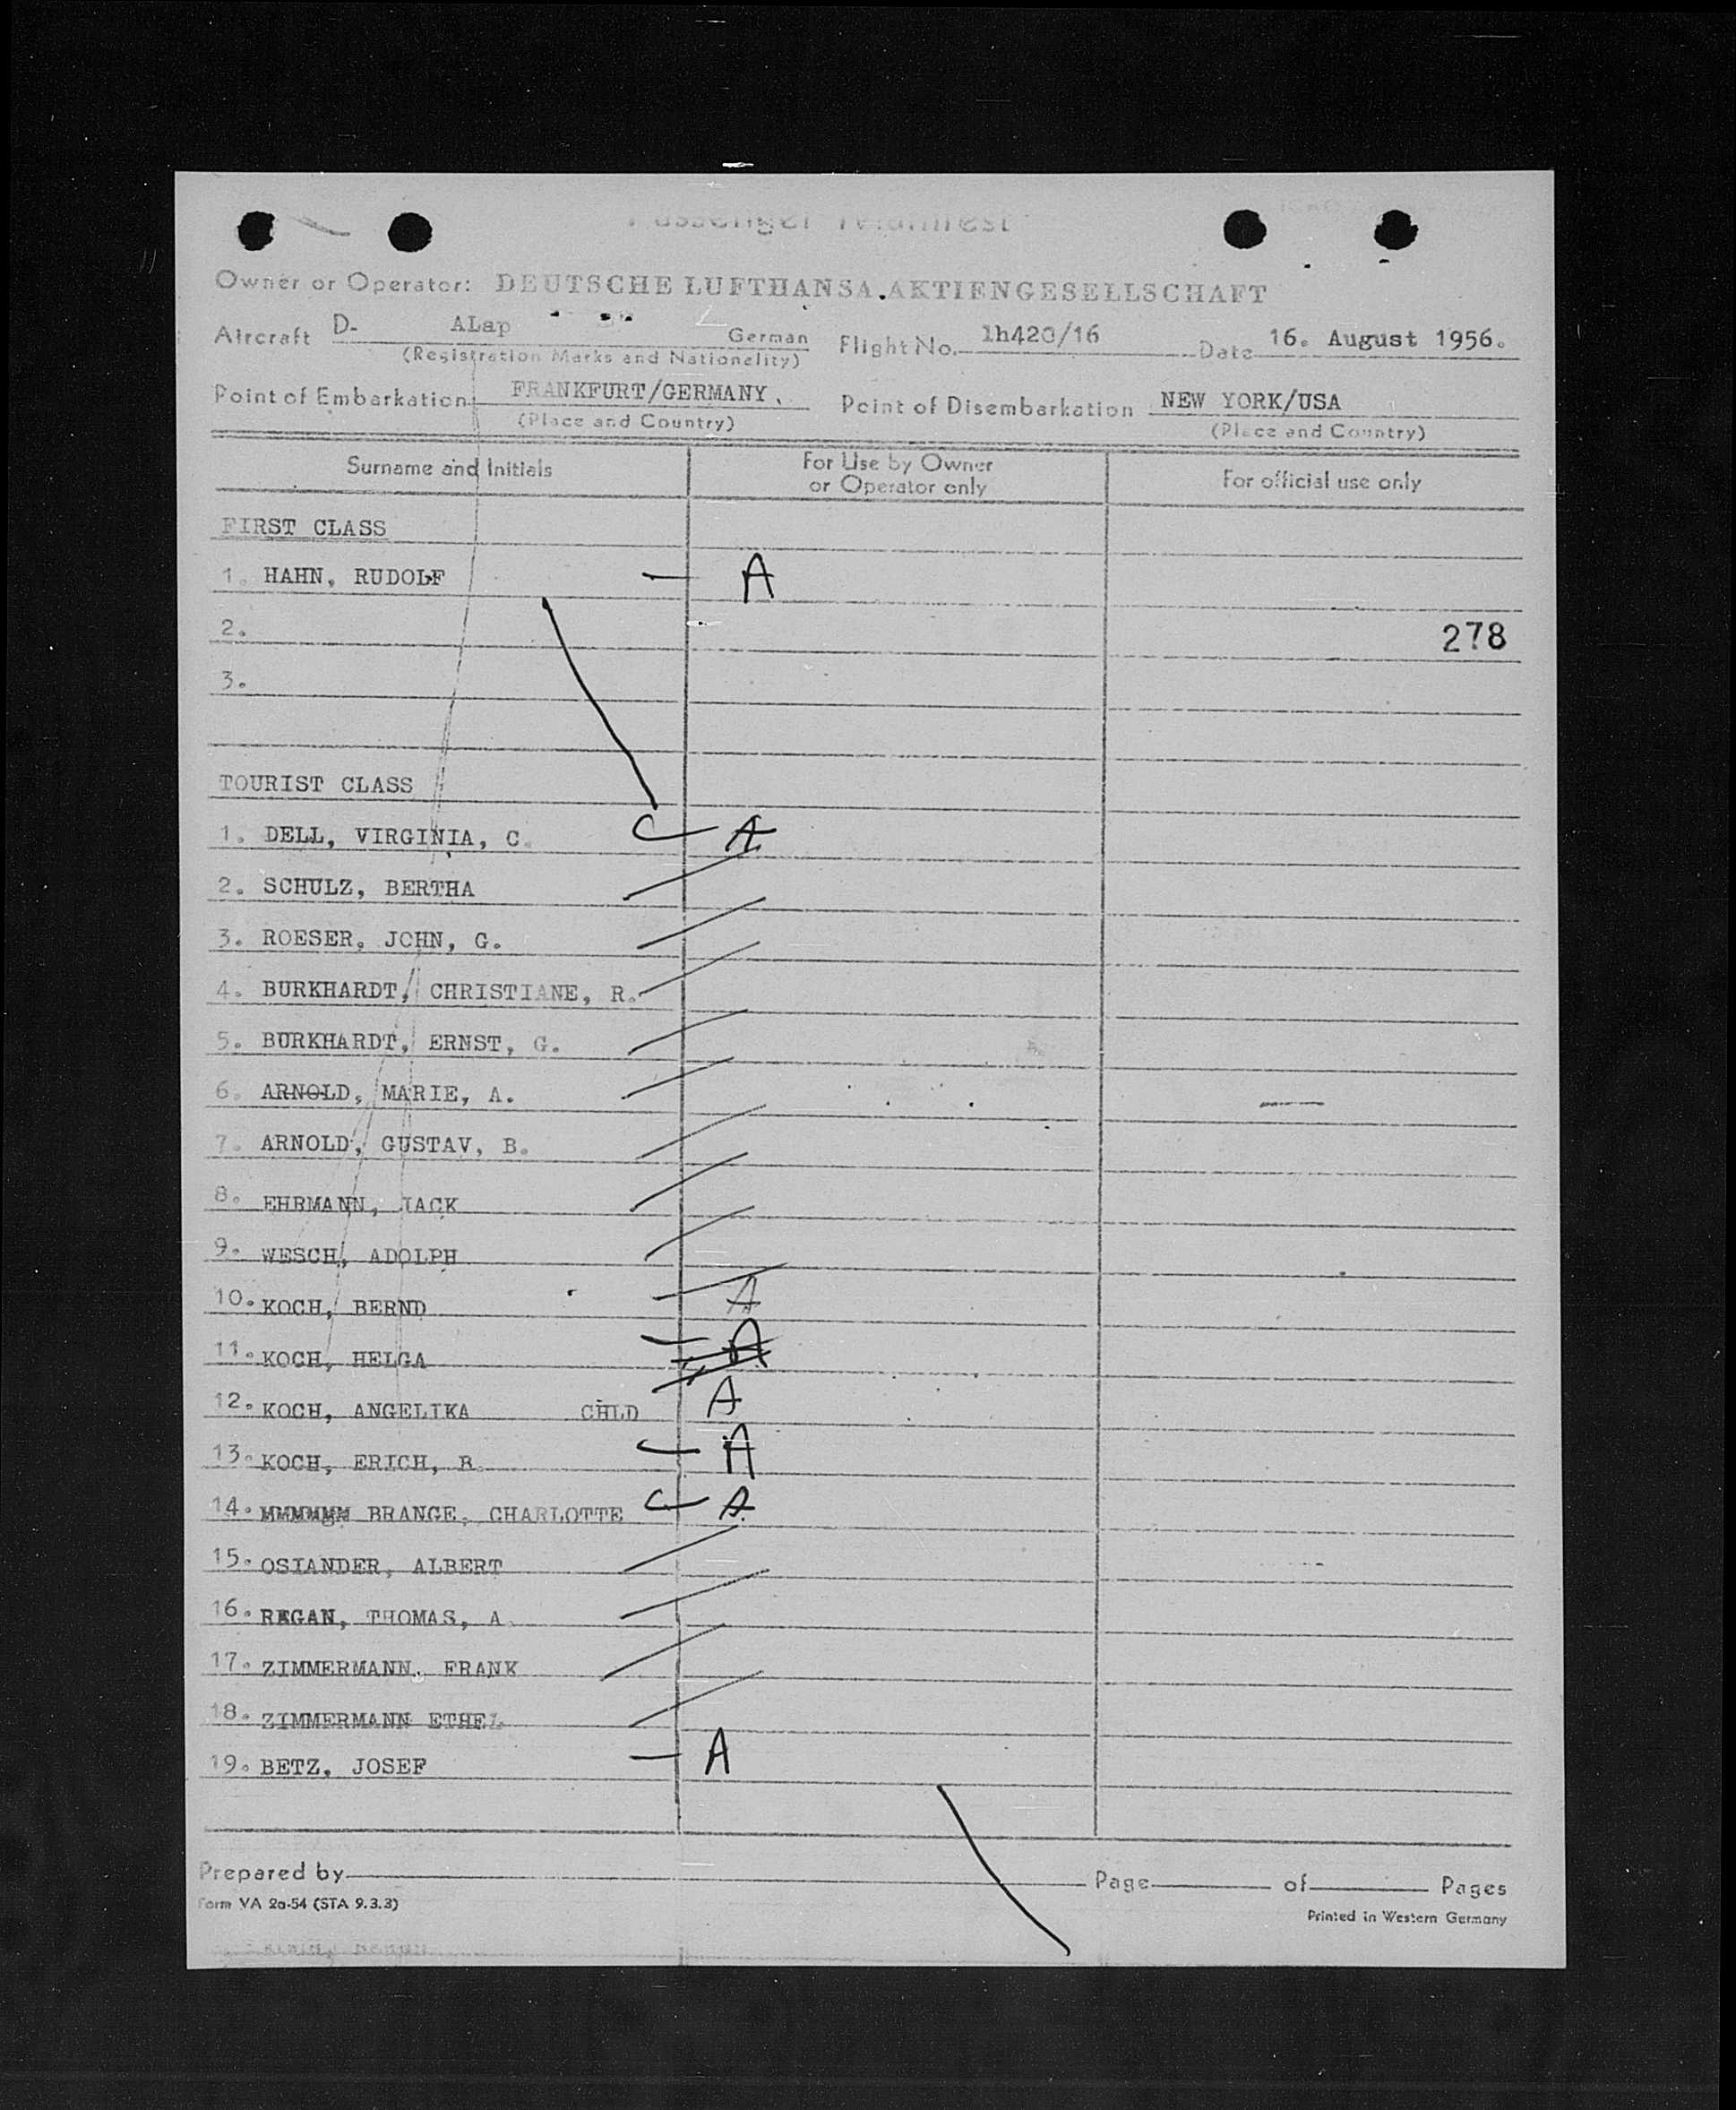 Passenger Manifest
Owner or Operator: DEUTSCHE LUFTHANSA AKTIENGESELLSCHAFT
Aircraft D- ALap German Flight No. lh420/16 Date 16. August 1956.
(Registration Marks and Nationality)
Point of Embarkation FRANKFURT/GERMANY. Point of Disembarkation NEW YORK/USA
(Place and Country) (Place and Country)
Surname and Initials For Use by Owner or Operator only For official use only
FIRST CLASS
1. HAHN, RUDOLF A
2. 278
3.
TOURIST CLASS
1. DELL, VIRGINIA, C. A
2. SCHULZ, BERTHA
3. ROESER, JOHN, G.
4. BURKHARDT, CHRISTIANE, R.
5. BURKHARDT, ERNST, G.
6. ARNOLD, MARIE, A.
7. ARNOLD, GUSTAV, B.
8. EHRMANN, JACK
9. WESCH, ADOLPH
10. KOCH, BERND A
11. KOCH, HELGA A
12. KOCH, ANGELIKA CHLD A
13. KOCH, ERICH, B. A
14. MMMMMM BRANGE, CHARLOTTE A
15. OSIANDER, ALBERT
16. REGAN, THOMAS, A.
17. ZIMMERMANN, FRANK
18. ZIMMERMANN ETHEL
19. BETZ, JOSEF A
Prepared by Page of Pages
Form VA 2a-54 (STA 9.3.3) Printed in Western Germany